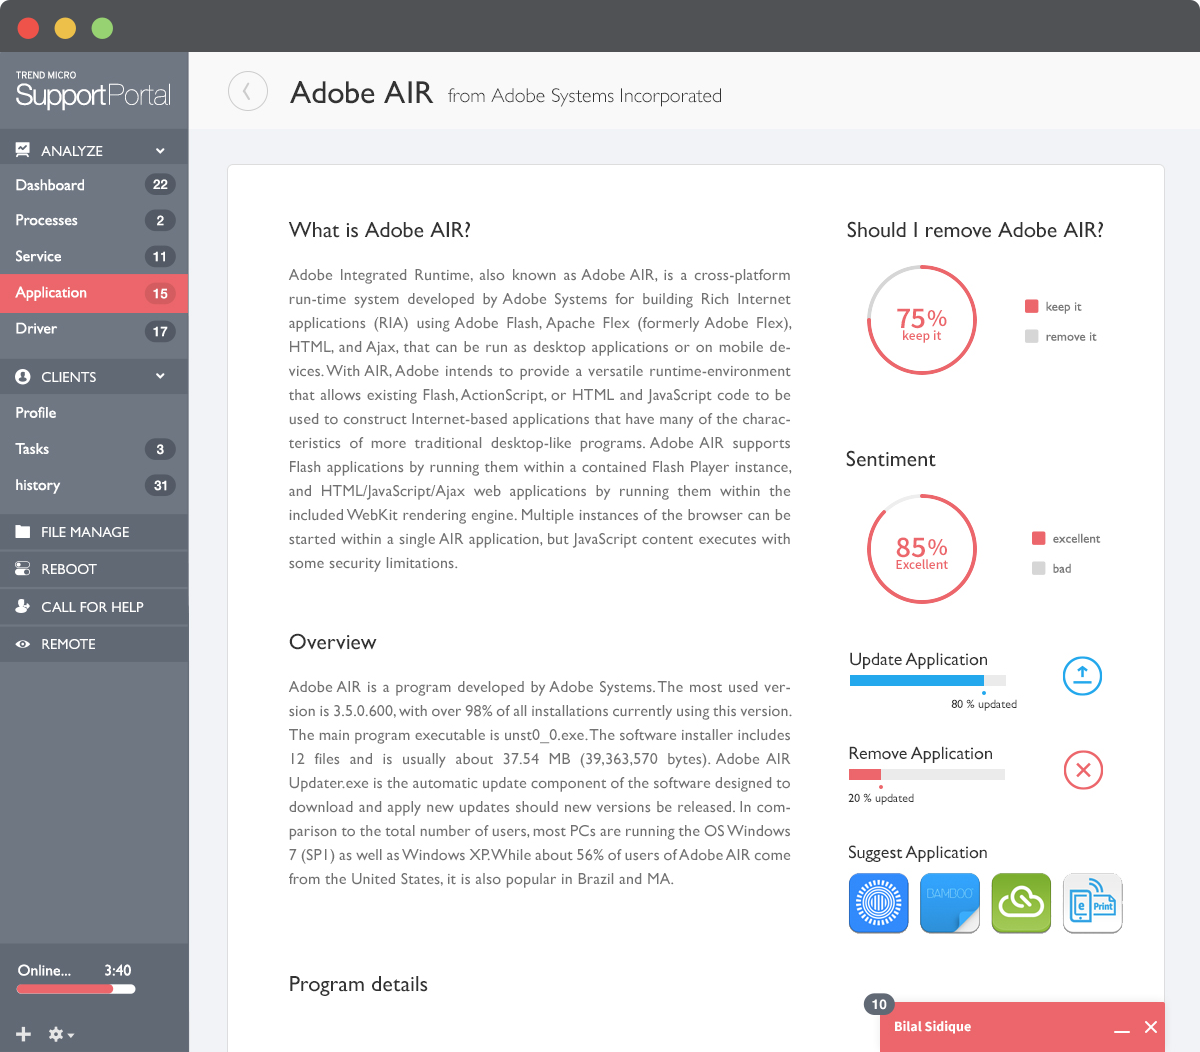 TREND MICRO
SupportPortal
ANALYZE
Dashboard 22
Processes 2
Service 11
Application 15
Driver 17
CLIENTS
Profile
Tasks 3
history 31
FILE MANAGE
REBOOT
CALL FOR HELP
REMOTE
Online... 3:40
Adobe AIR from Adobe Systems Incorporated
What is Adobe AIR?
Adobe Integrated Runtime, also known as Adobe AIR, is a cross-platform
run-time system developed by Adobe Systems for building Rich Internet
applications (RIA) using Adobe Flash, Apache Flex (formerly Adobe Flex),
HTML, and Ajax, that can be run as desktop applications or on mobile de-
vices. With AIR, Adobe intends to provide a versatile runtime-environment
that allows existing Flash, ActionScript, or HTML and JavaScript code to be
used to construct Internet-based applications that have many of the charac-
teristics of more traditional desktop-like programs. Adobe AIR supports
Flash applications by running them within a contained Flash Player instance,
and HTML/JavaScript/Ajax web applications by running them within the
included WebKit rendering engine. Multiple instances of the browser can be
started within a single AIR application, but JavaScript content executes with
some security limitations.
Overview
Adobe AIR is a program developed by Adobe Systems. The most used ver-
sion is 3.5.0.600, with over 98% of all installations currently using this version.
The main program executable is unst0_0.exe. The software installer includes
12 files and is usually about 37.54 MB (39,363,570 bytes). Adobe AIR
Updater.exe is the automatic update component of the software designed to
download and apply new updates should new versions be released. In com-
parison to the total number of users, most PCs are running the OS Windows
7 (SP1) as well as Windows XP. While about 56% of users of Adobe AIR come
from the United States, it is also popular in Brazil and MA.
Program details
Should I remove Adobe AIR?
75%
keep it
keep it
remove it
Sentiment
85%
Excellent
excellent
bad
Update Application
80 % updated
Remove Application
20 % updated
Suggest Application
BAMBOO
e Print
10
Bilal Sidique